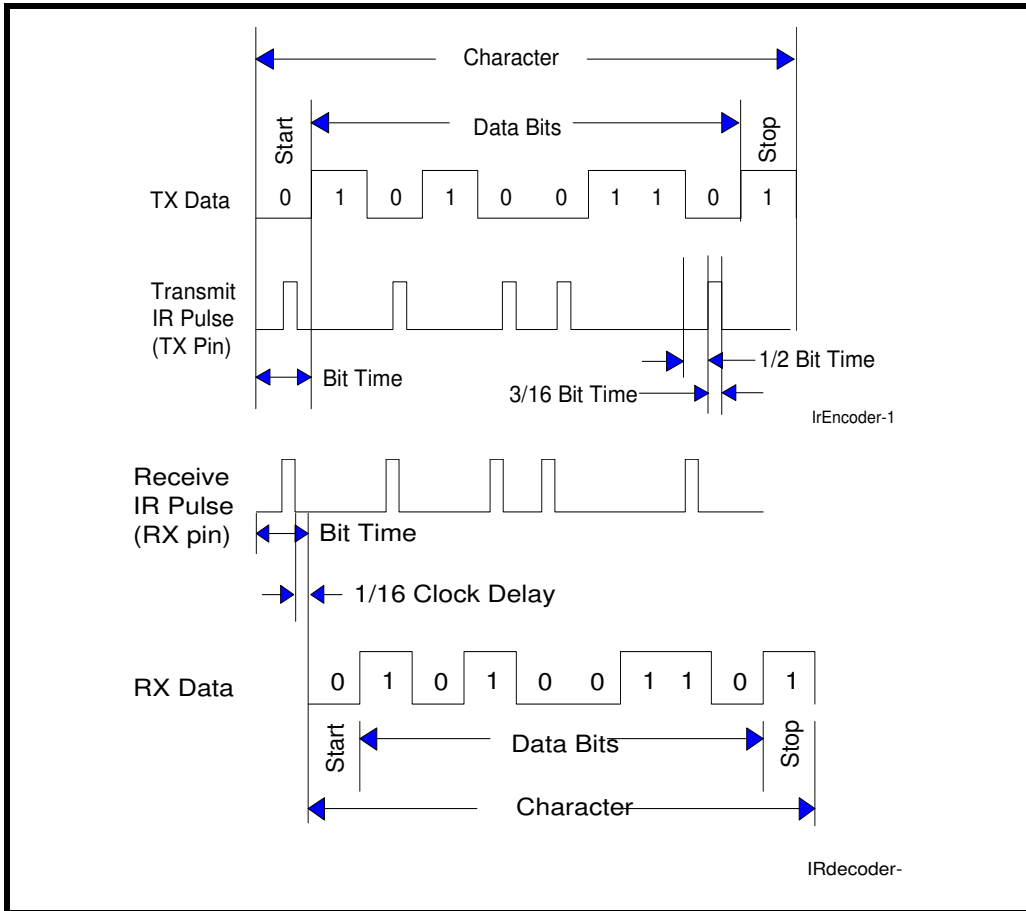 Character
Start
Data Bits
Stop
TX Data
0 1 0 1 0 0 1 1 0 1
Transmit
IR Pulse
(TX Pin)
Bit Time
1/2 Bit Time
3/16 Bit Time
IrEncoder-1
Receive
IR Pulse
(RX pin)
Bit Time
1/16 Clock Delay
RX Data
0 1 0 1 0 0 1 1 0 1
Start
Data Bits
Stop
Character
IRdecoder-